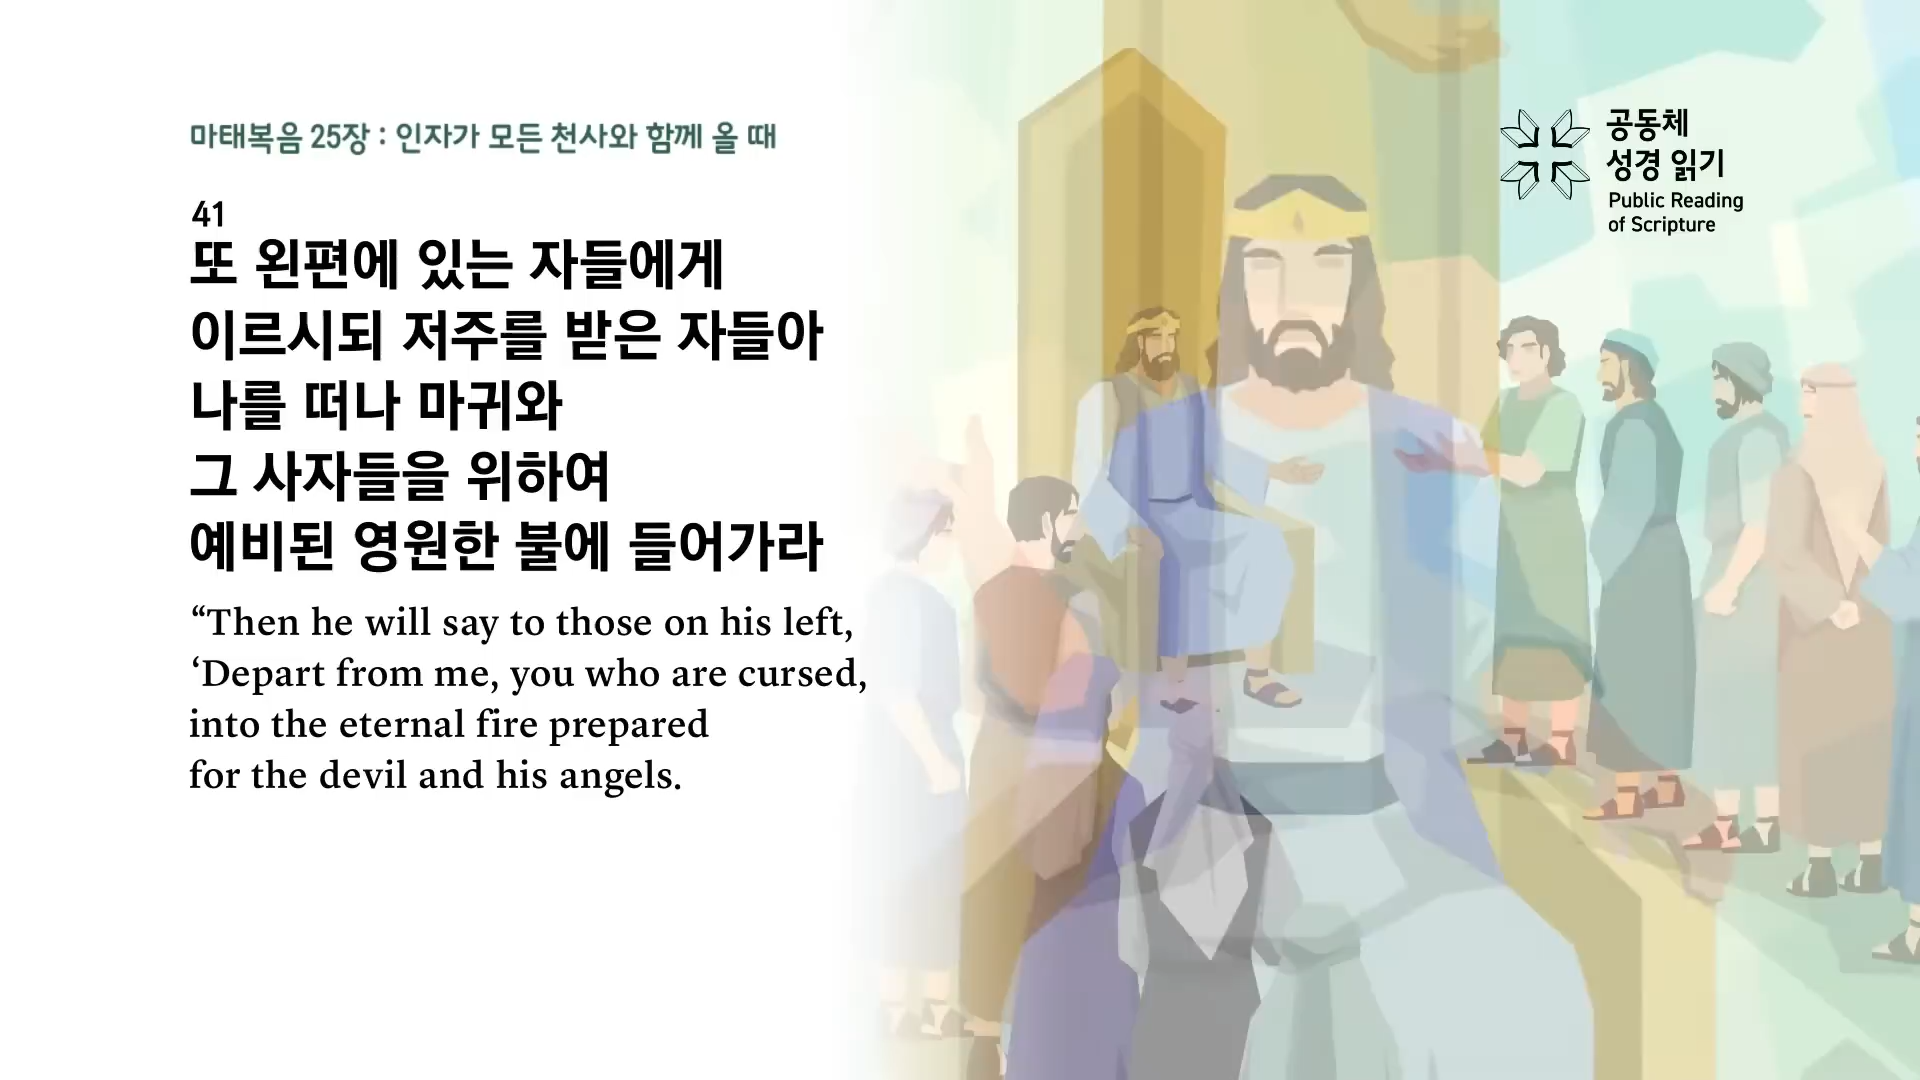 마태복음 25장 : 인자가 모든 천사와 함께 올 때
41
또 왼편에 있는 자들에게
이르시되 저주를 받은 자들아
나를 떠나 마귀와
그 사자들을 위하여
예비된 영원한 불에 들어가라
“Then he will say to those on his left,
‘Depart from me, you who are cursed,
into the eternal fire prepared
for the devil and his angels.
공동체
성경 읽기
Public Reading
of Scripture